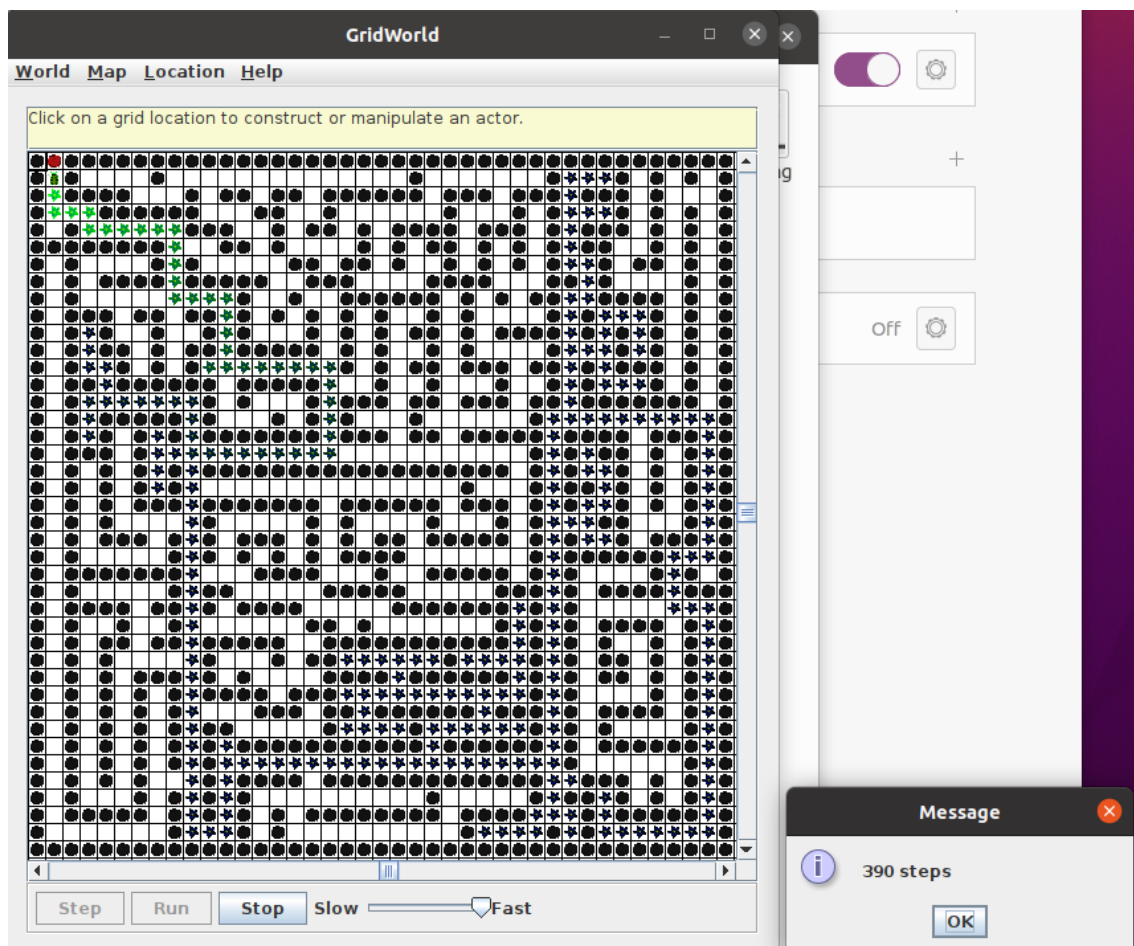 GridWorld
World Map Location Help
Click on a grid location to construct or manipulate an actor.
Step Run Stop Slow Fast
Off
Message
390 steps
OK